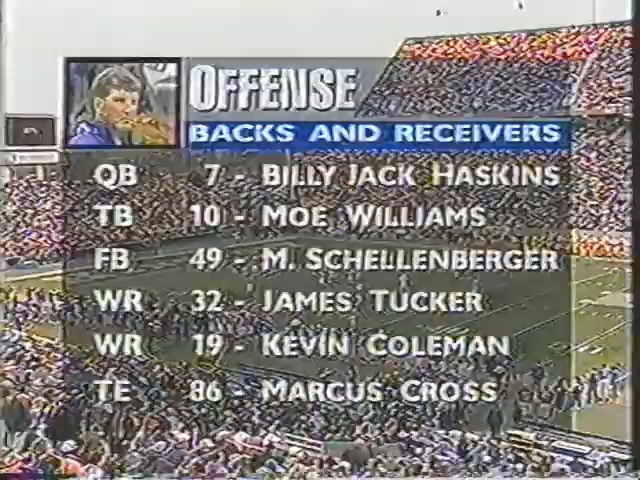 OFFENSE
BACKS AND RECEIVERS
QB 7 - BILLY JACK HASKINS
TB 10 - MOE WILLIAMS
FB 49 - M. SCHELLENBERGER
WR 32 - JAMES TUCKER
WR 19 - KEVIN COLEMAN
TE 86 - MARCUS CROSS